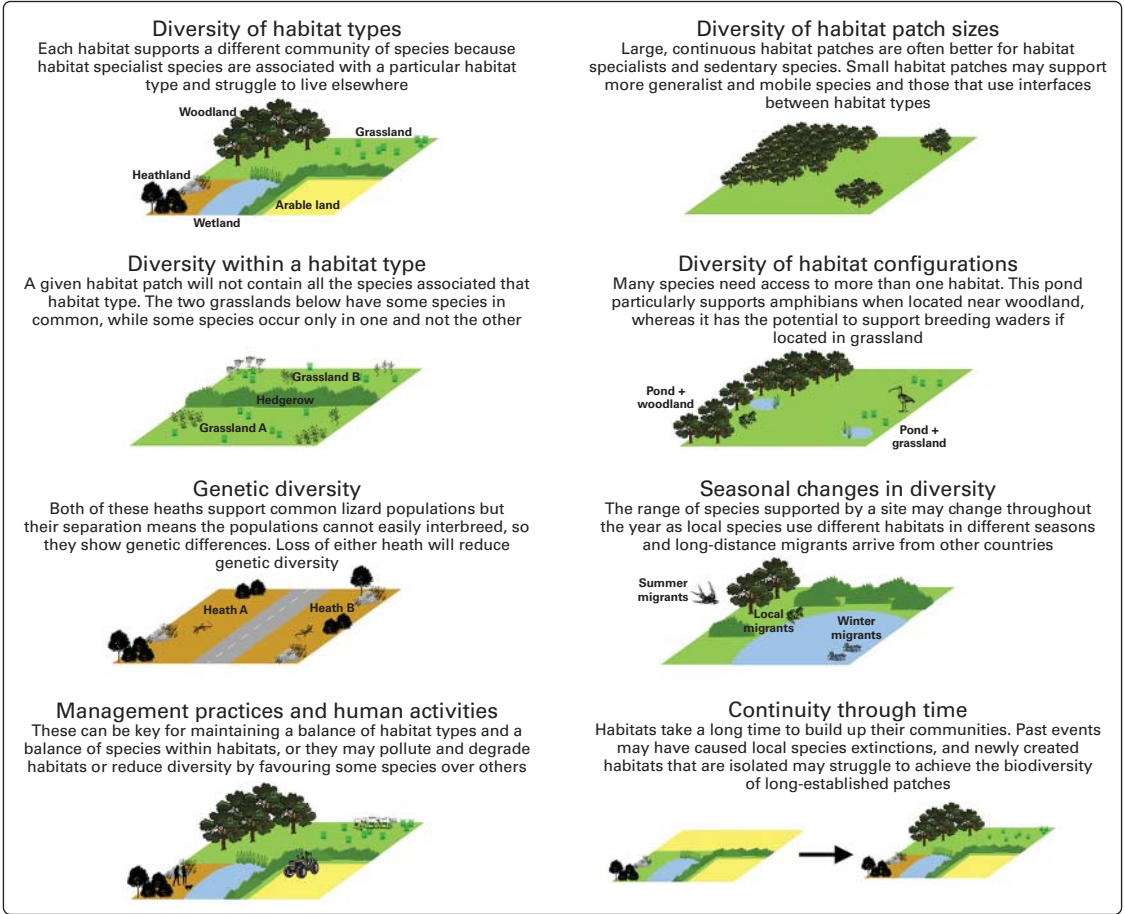 Diversity of habitat types
Each habitat supports a different community of species because
habitat specialist species are associated with a particular habitat
type and struggle to live elsewhere
Woodland
Grassland
Heathland
Arable land
Wetland
Diversity of habitat patch sizes
Large, continuous habitat patches are often better for habitat
specialists and sedentary species. Small habitat patches may support
more generalist and mobile species and those that use interfaces
between habitat types
Diversity within a habitat type
A given habitat patch will not contain all the species associated that
habitat type. The two grasslands below have some species in
common, while some species occur only in one and not the other
Grassland B
Hedgerow
Grassland A
Diversity of habitat configurations
Many species need access to more than one habitat. This pond
particularly supports amphibians when located near woodland,
whereas it has the potential to support breeding waders if
located in grassland
Pond +
woodland
Pond +
grassland
Genetic diversity
Both of these heaths support common lizard populations but
their separation means the populations cannot easily interbreed, so
they show genetic differences. Loss of either heath will reduce
genetic diversity
Heath A
Heath B
Seasonal changes in diversity
The range of species supported by a site may change throughout
the year as local species use different habitats in different seasons
and long-distance migrants arrive from other countries
Summer
migrants
Local
migrants
Winter
migrants
Management practices and human activities
These can be key for maintaining a balance of habitat types and a
balance of species within habitats, or they may pollute and degrade
habitats or reduce diversity by favouring some species over others
Continuity through time
Habitats take a long time to build up their communities. Past events
may have caused local species extinctions, and newly created
habitats that are isolated may struggle to achieve the biodiversity
of long-established patches